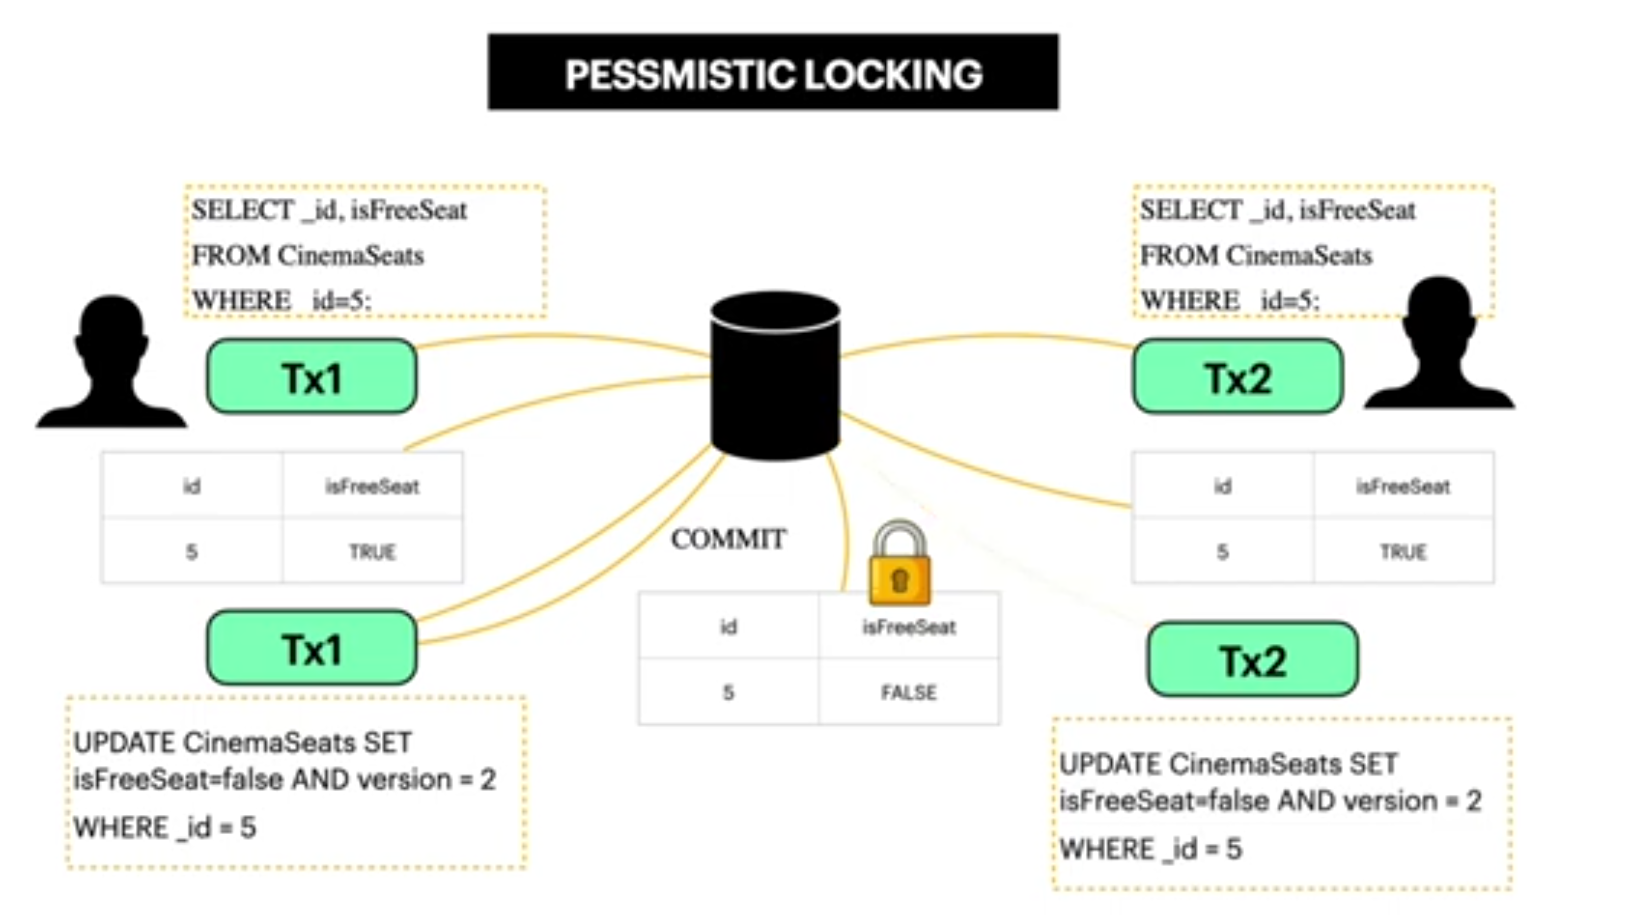 PESSMISTIC LOCKING
SELECT _id, isFreeSeat
FROM CinemaSeats
WHERE _id=5;
Tx1
SELECT _id, isFreeSeat
FROM CinemaSeats
WHERE _id=5;
Tx2
id isFreeSeat
5 TRUE
id isFreeSeat
5 TRUE
COMMIT
id isFreeSeat
5 FALSE
Tx1
UPDATE CinemaSeats SET
isFreeSeat=false AND version = 2
WHERE _id = 5
Tx2
UPDATE CinemaSeats SET
isFreeSeat=false AND version = 2
WHERE _id = 5